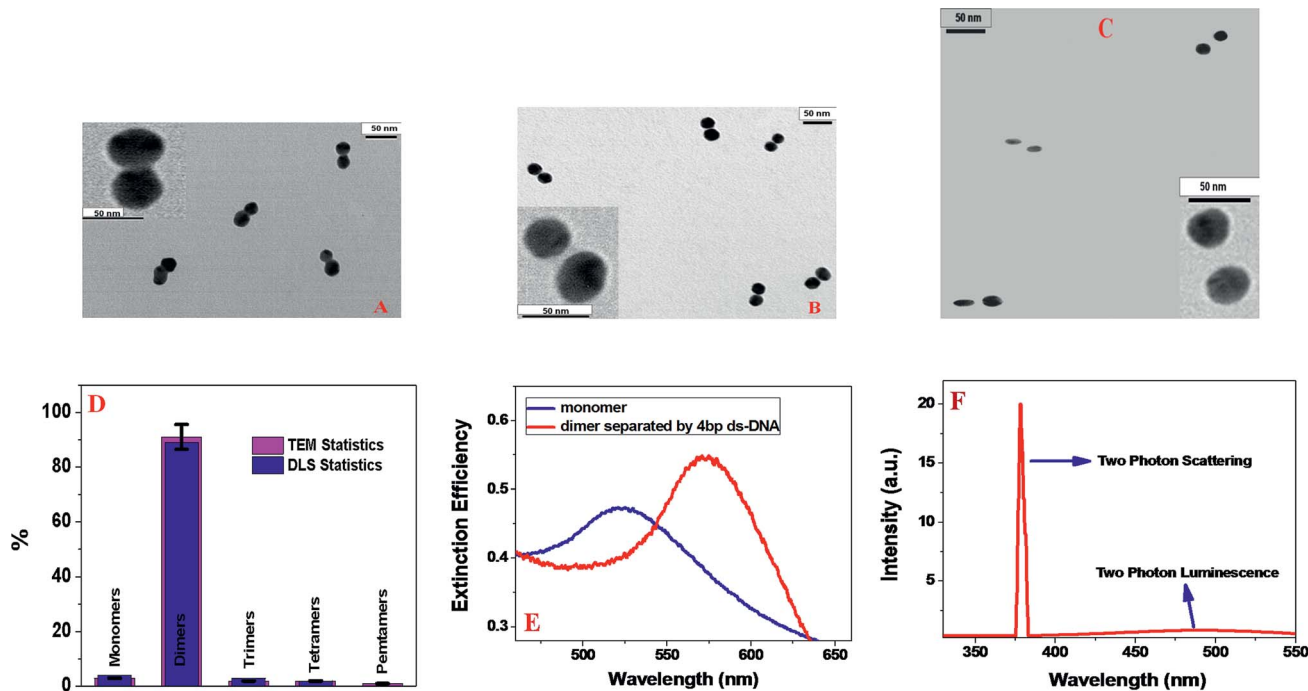 50 nm
50 nm
A
50 nm
50 nm
B
50 nm
C
50 nm
D
100
80
60
40
20
0
%
TEM Statistics
DLS Statistics
Monomers
Dimers
Trimers
Tetramers
Pentamers
monomer
dimer separated by 4bp ds-DNA
Extinction Efficiency
0.6
0.5
0.4
0.3
E
500
550
600
650
Wavelength (nm)
F
Intensity (a.u.)
20
15
10
5
Two Photon Scattering
Two Photon Luminescence
350
400
450
500
550
Wavelength (nm)